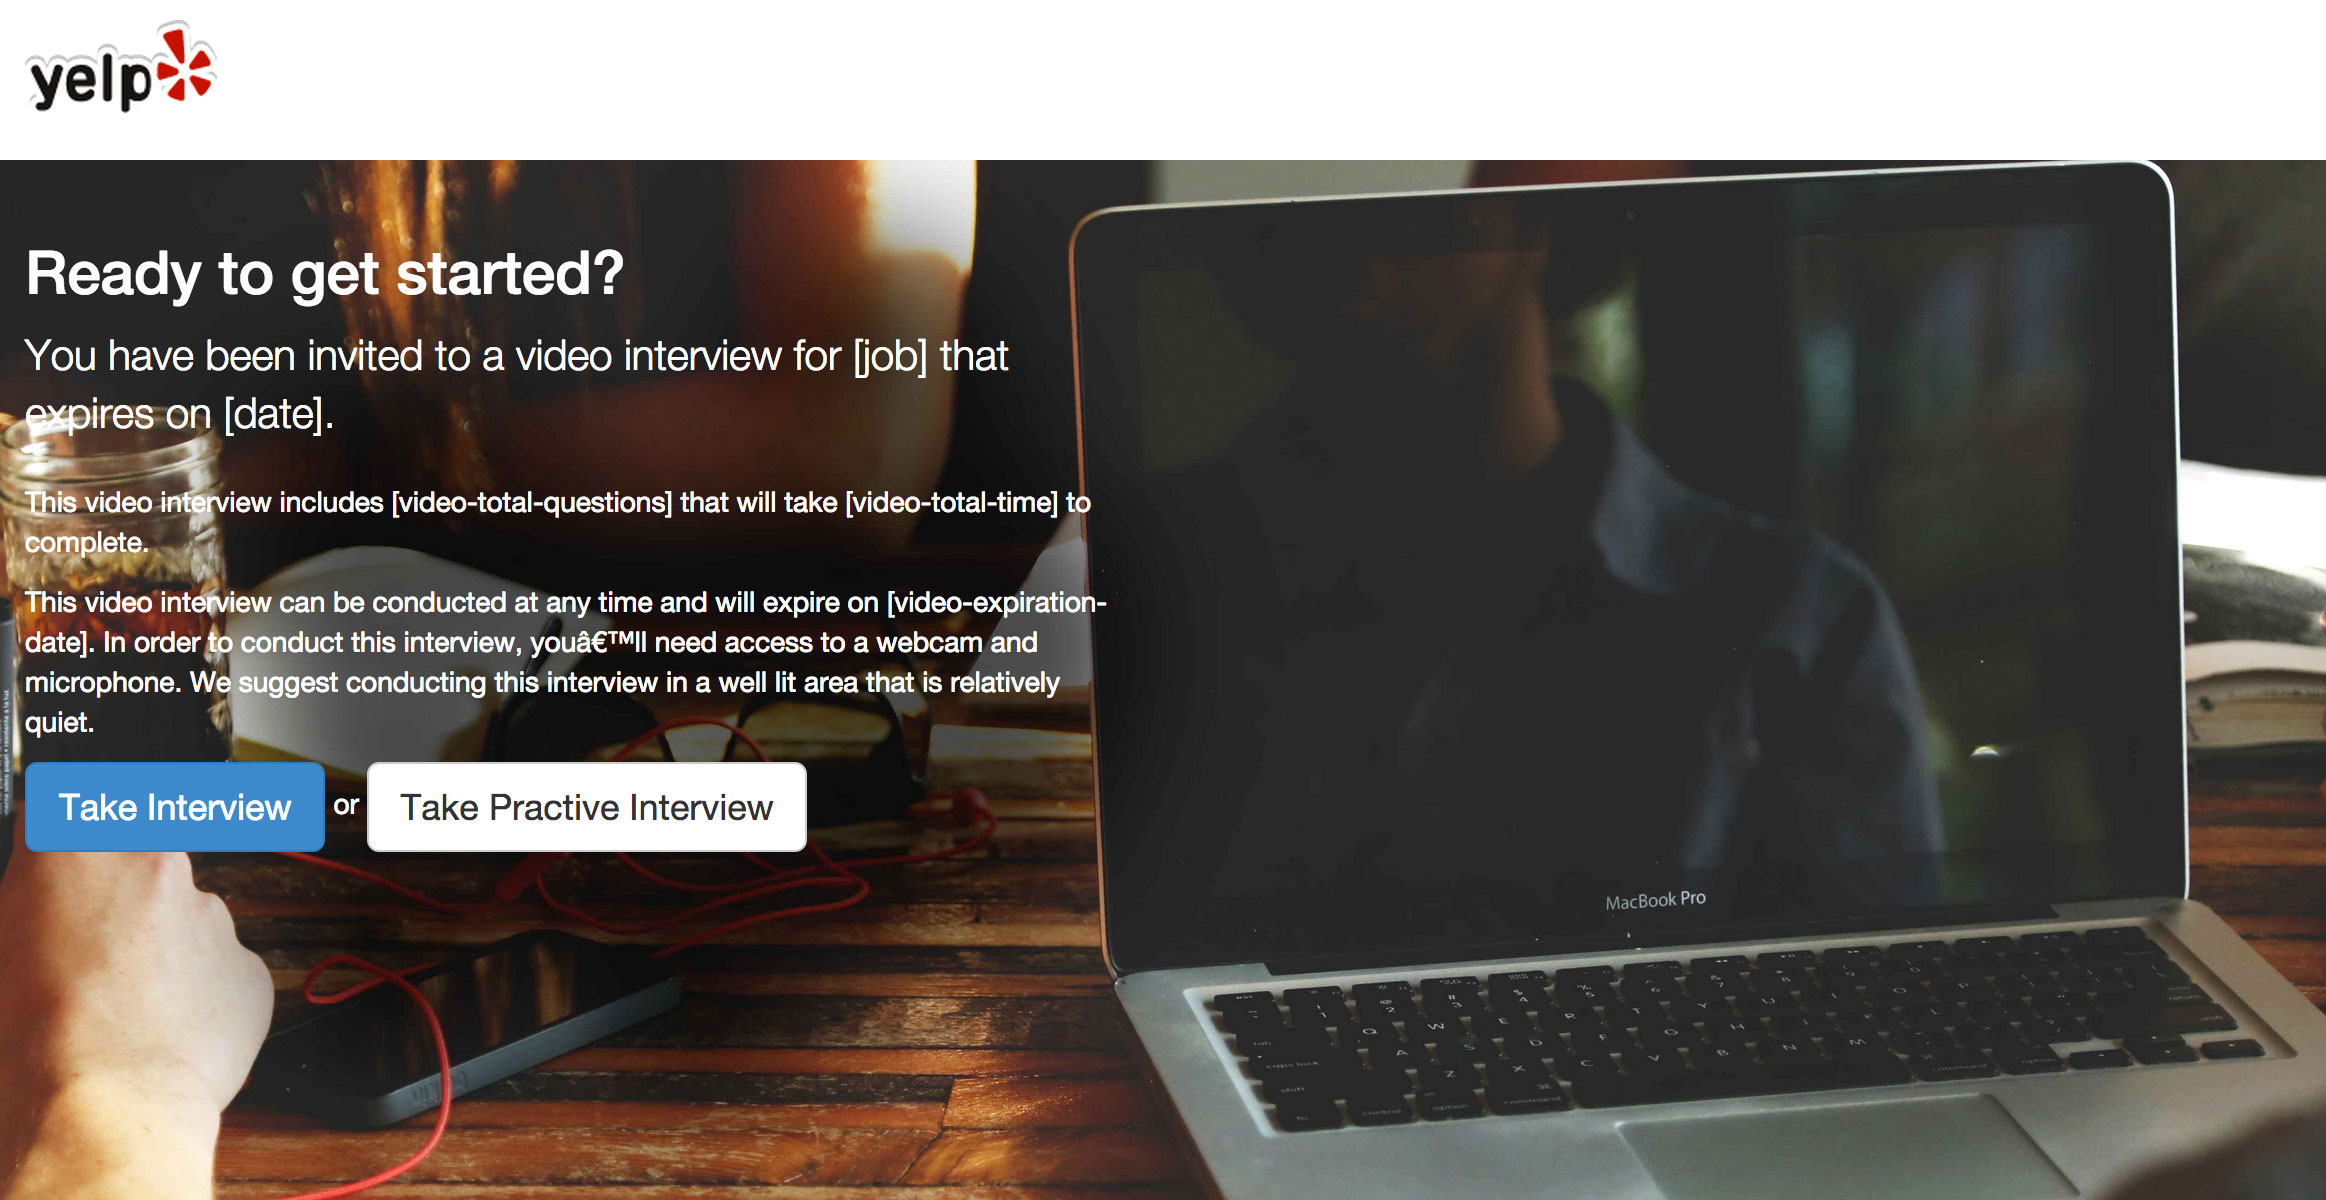 yelp
Ready to get started?
You have been invited to a video interview for [job] that
expires on [date].
This video interview includes [video-total-questions] that will take [video-total-time] to
complete.
This video interview can be conducted at any time and will expire on [video-expiration-
date]. In order to conduct this interview, youâ€™ll need access to a webcam and
microphone. We suggest conducting this interview in a well lit area that is relatively
quiet.
Take Interview or Take Practive Interview
MacBook Pro